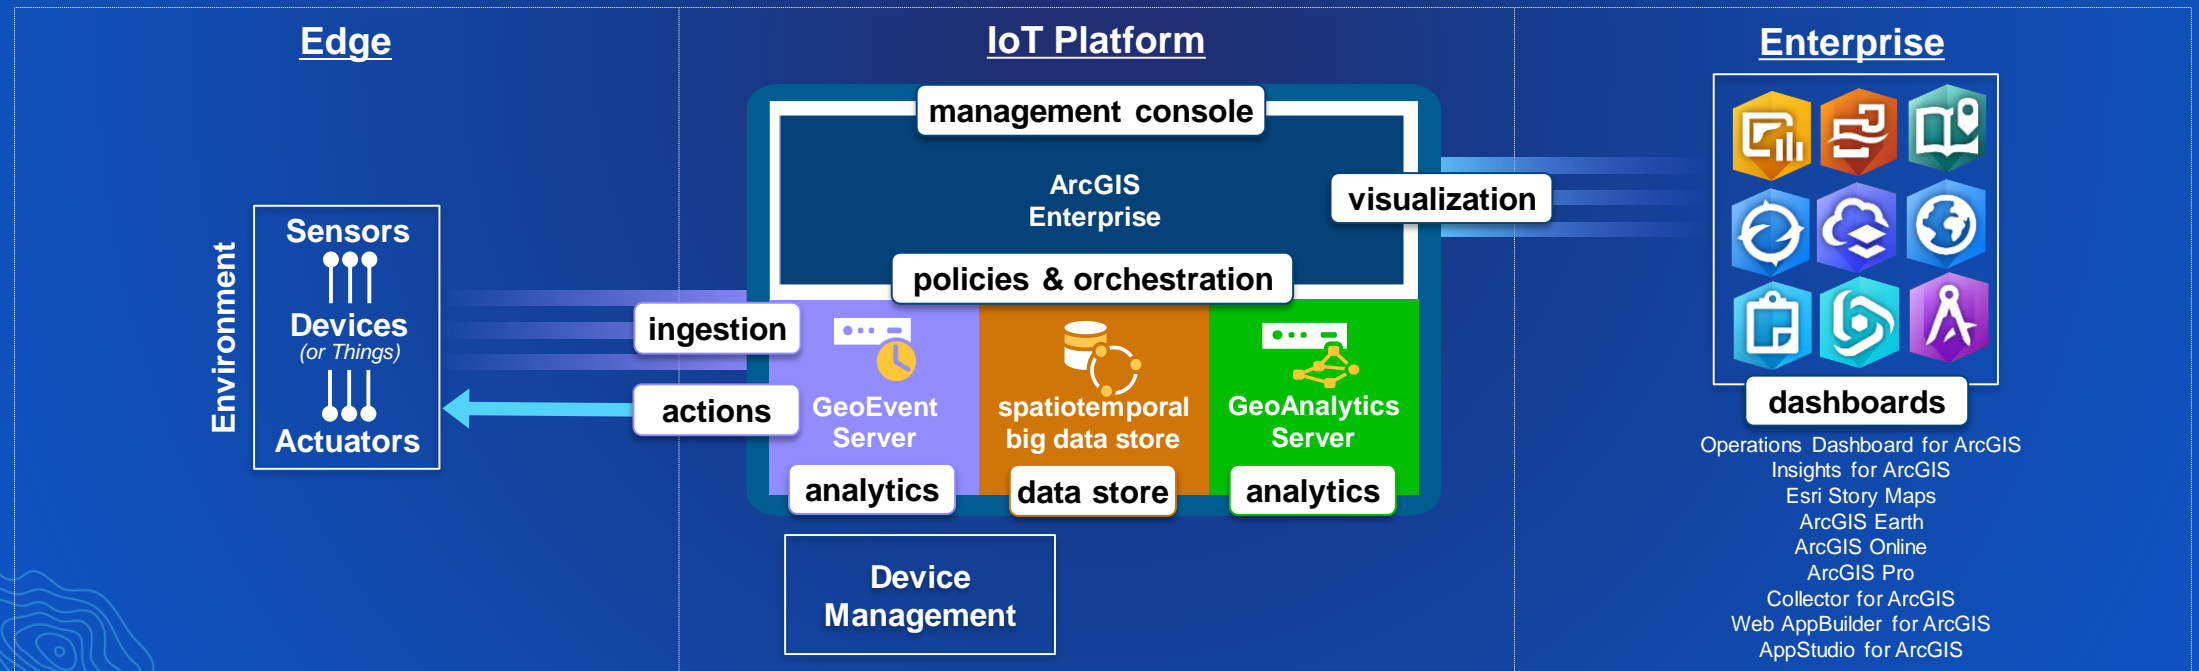 Edge
Environment
Sensors
Devices
(or Things)
Actuators
IoT Platform
management console
ArcGIS
Enterprise
visualization
policies & orchestration
ingestion
actions
GeoEvent
Server
analytics
spatiotemporal
big data store
data store
GeoAnalytics
Server
analytics
Device
Management
Enterprise
dashboards
Operations Dashboard for ArcGIS
Insights for ArcGIS
Esri Story Maps
ArcGIS Earth
ArcGIS Online
ArcGIS Pro
Collector for ArcGIS
Web AppBuilder for ArcGIS
AppStudio for ArcGIS